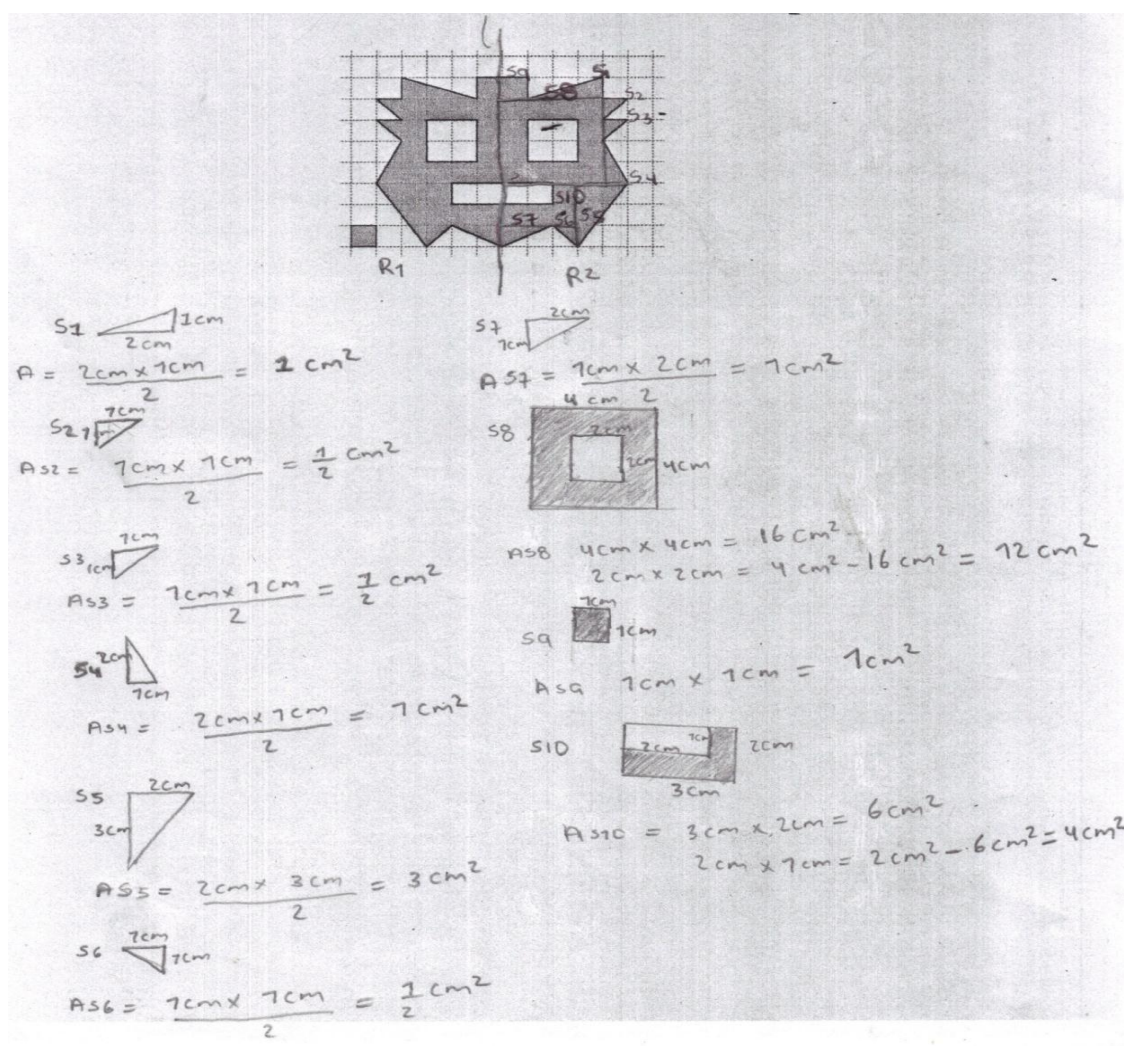 S9 S1
S8 S2
S3
S4
S10
S7 S6 S5
R1 R2
S1 1cm
2cm
A = 2cm x 1cm / 2 = 1 cm²
1cm
S2 1cm
AS2 = 1cm x 1cm / 2 = 1/2 cm²
1cm
S3 1cm
AS3 = 1cm x 1cm / 2 = 1/2 cm²
S4 2cm
1cm
AS4 = 2cm x 1cm / 2 = 1cm²
S5 2cm
3cm
AS5 = 2cm x 3cm / 2 = 3cm²
1cm
S6 1cm
AS6 = 1cm x 1cm / 2 = 1/2 cm²
S7 2cm
1cm
AS7 = 1cm x 2cm / 2 = 1cm²
4 cm
S8 2cm
2cm 4cm
AS8 4cm x 4cm = 16 cm²
2cm x 2cm = 4 cm² - 16 cm² = 12 cm²
1cm
S9 1cm
AS9 1cm x 1cm = 1cm²
S10 2cm 1cm 2cm
3cm
AS10 = 3cm x 2cm = 6cm²
2cm x 1cm = 2cm² - 6cm² = 4cm²